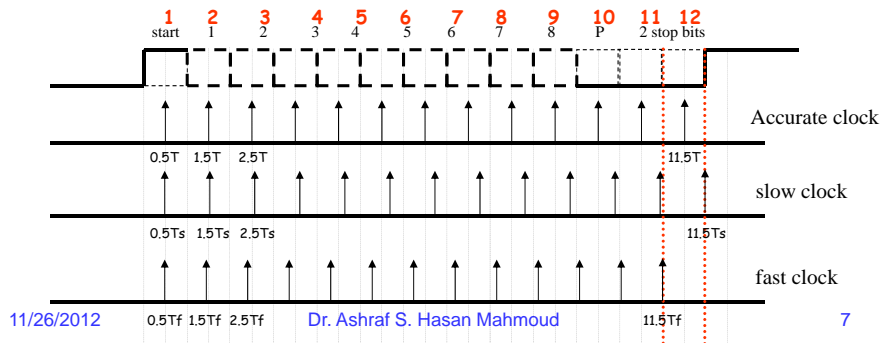 1 2 3 4 5 6 7 8 9 10 11 12
start 1 2 3 4 5 6 7 8 P 2 stop bits
Accurate clock
0.5T 1.5T 2.5T 11.5T
slow clock
0.5Ts 1.5Ts 2.5Ts 11.5Ts
fast clock
0.5Tf 1.5Tf 2.5Tf 11.5Tf
11/26/2012 Dr. Ashraf S. Hasan Mahmoud 7